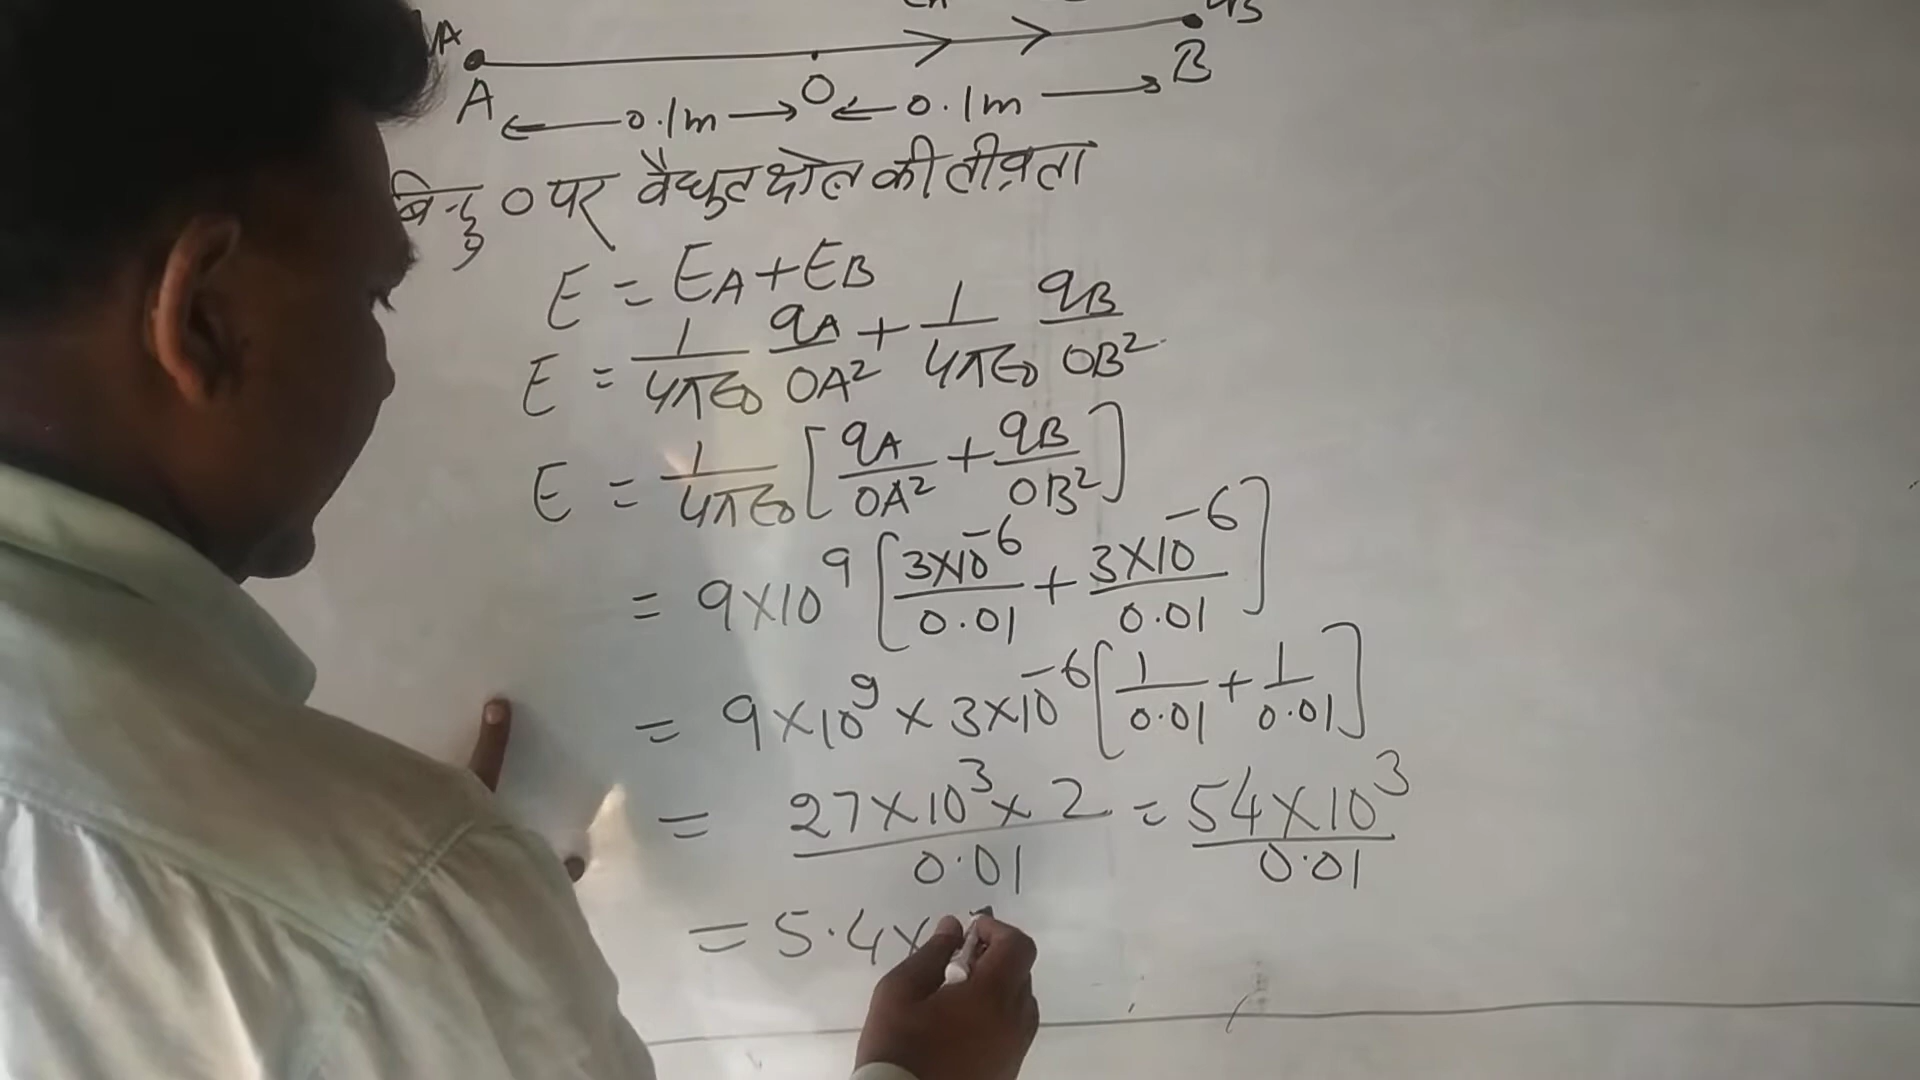 A B
A O B
0.1m 0.1m
बिन्दु O पर वैद्युत क्षेत्र की तीव्रता
E = EA + EB
E = 1/4πε0 qA/OA² + 1/4πε0 qB/OB²
E = 1/4πε0 [qA/OA² + qB/OB²]
= 9×10⁹ [3×10⁻⁶/0.01 + 3×10⁻⁶/0.01]
= 9×10⁹ × 3×10⁻⁶ [1/0.01 + 1/0.01]
= 27×10³×2/0.01 = 54×10³/0.01
= 5.4×